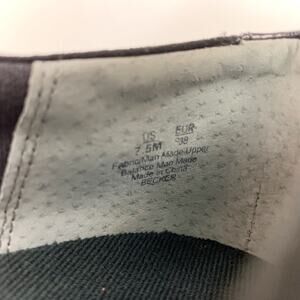 US EUR
7.5M 38
Fabric/Man Made Upper
Balance Man Made
Made in China
BECKER